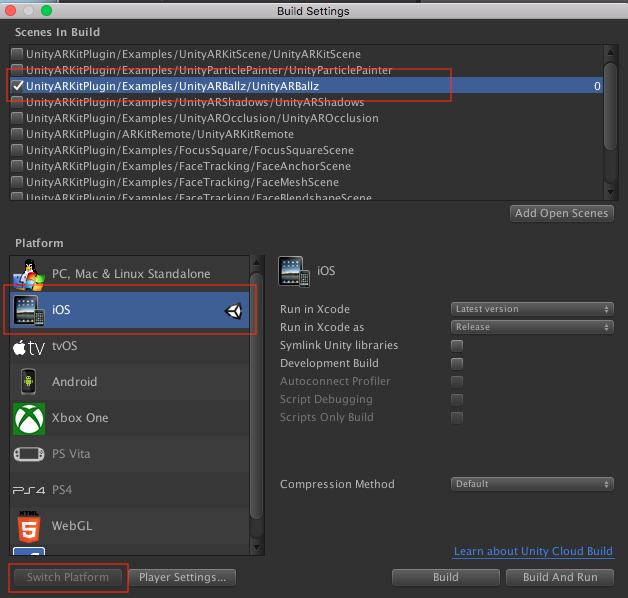 Build Settings
Scenes In Build
UnityARKitPlugin/Examples/UnityARKitScene/UnityARKitScene
UnityARKitPlugin/Examples/UnityParticlePainter/UnityParticlePainter
UnityARKitPlugin/Examples/UnityARBallz/UnityARBallz 0
UnityARKitPlugin/Examples/UnityARShadows/UnityARShadows
UnityARKitPlugin/Examples/UnityAROcclusion/UnityAROcclusion
UnityARKitPlugin/ARKitRemote/UnityARKitRemote
UnityARKitPlugin/Examples/FocusSquare/FocusSquareScene
UnityARKitPlugin/Examples/FaceTracking/FaceAnchorScene
UnityARKitPlugin/Examples/FaceTracking/FaceMeshScene
UnityARKitPlugin/Examples/FaceTracking/FaceBlendshapeScene
Add Open Scenes
Platform
PC, Mac & Linux Standalone
iOS
tv
tvOS
Android
Xbox One
PS Vita
PS4
PS4
HTML
5
WebGL
iOS
Run in Xcode Latest version
Run in Xcode as Release
Symlink Unity libraries
Development Build
Autoconnect Profiler
Script Debugging
Scripts Only Build
Compression Method Default
Learn about Unity Cloud Build
Switch Platform
Player Settings...
Build
Build And Run